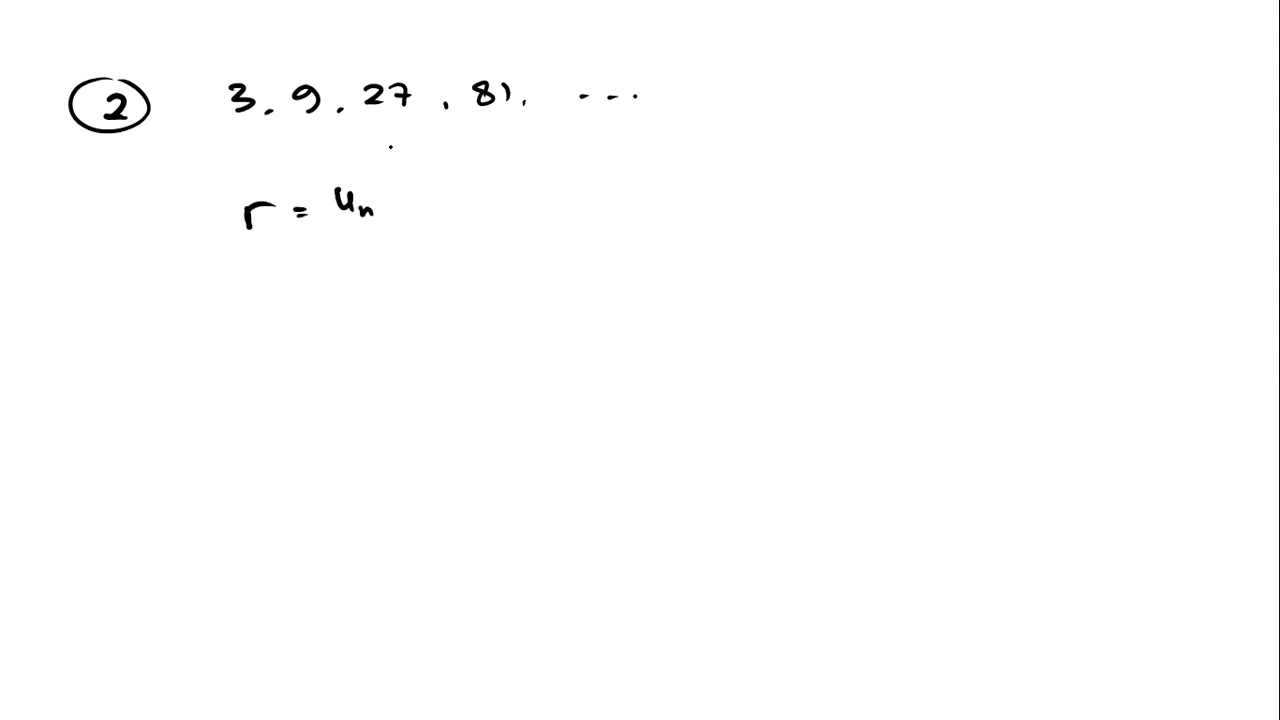 2 3, 9, 27, 81, ...
r = Un